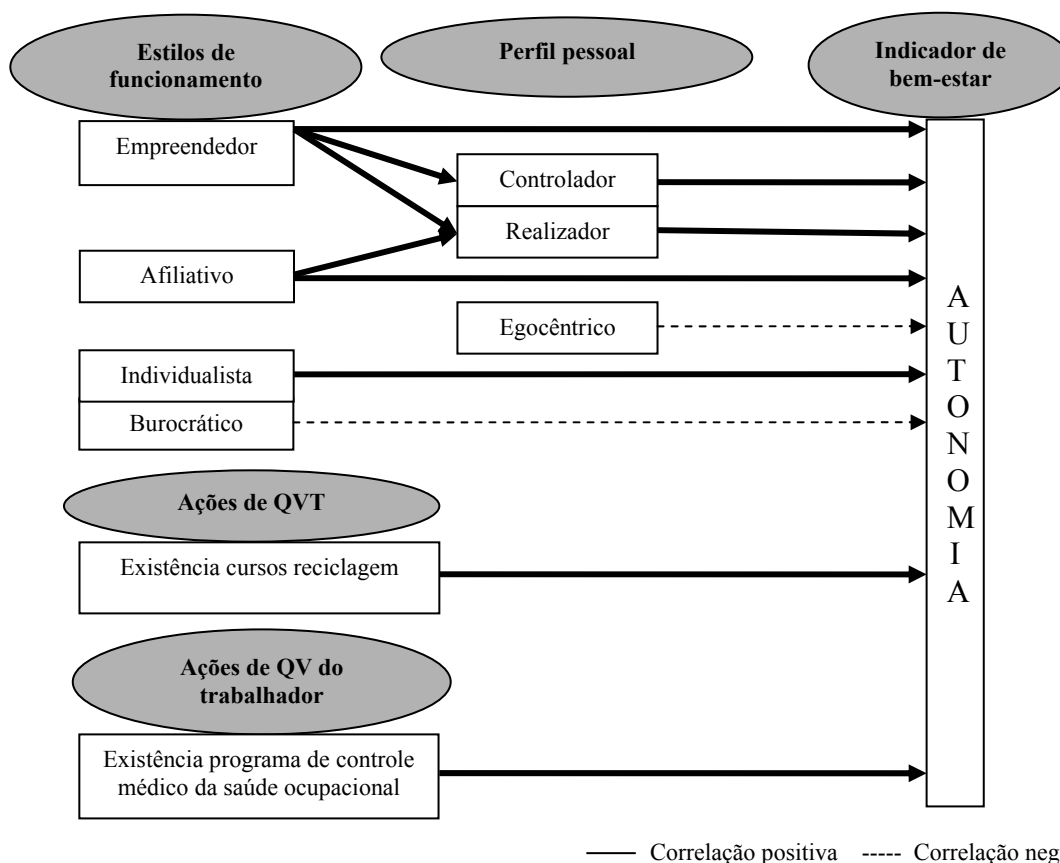 Estilos de
funcionamento
Perfil pessoal
Indicador de
bem-estar
Empreendedor
Controlador
Realizador
Afiliativo
Egocêntrico
Individualista
Burocrático
AUTONOMIA
Ações de QVT
Existência cursos reciclagem
Ações de QV do
trabalhador
Existência programa de controle
médico da saúde ocupacional
Correlação positiva ----- Correlação neg